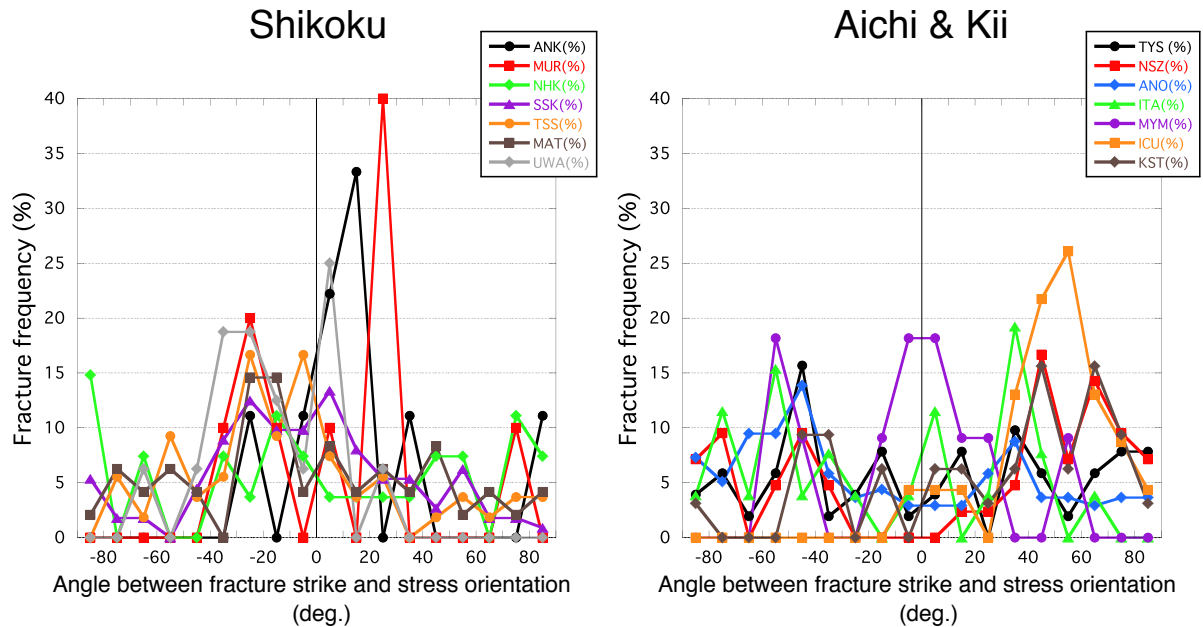 Shikoku
ANK(%)
MUR(%)
NHK(%)
SSK(%)
TSS(%)
MAT(%)
UWA(%)
40
35
30
25
20
15
10
5
0
Fracture frequency (%)
-80 -60 -40 -20 0 20 40 60 80
Angle between fracture strike and stress orientation
(deg.)
Aichi & Kii
TYS (%)
NSZ(%)
ANO(%)
ITA(%)
MYM(%)
ICU(%)
KST(%)
40
35
30
25
20
15
10
5
0
Fracture frequency (%)
-80 -60 -40 -20 0 20 40 60 80
Angle between fracture strike and stress orientation
(deg.)